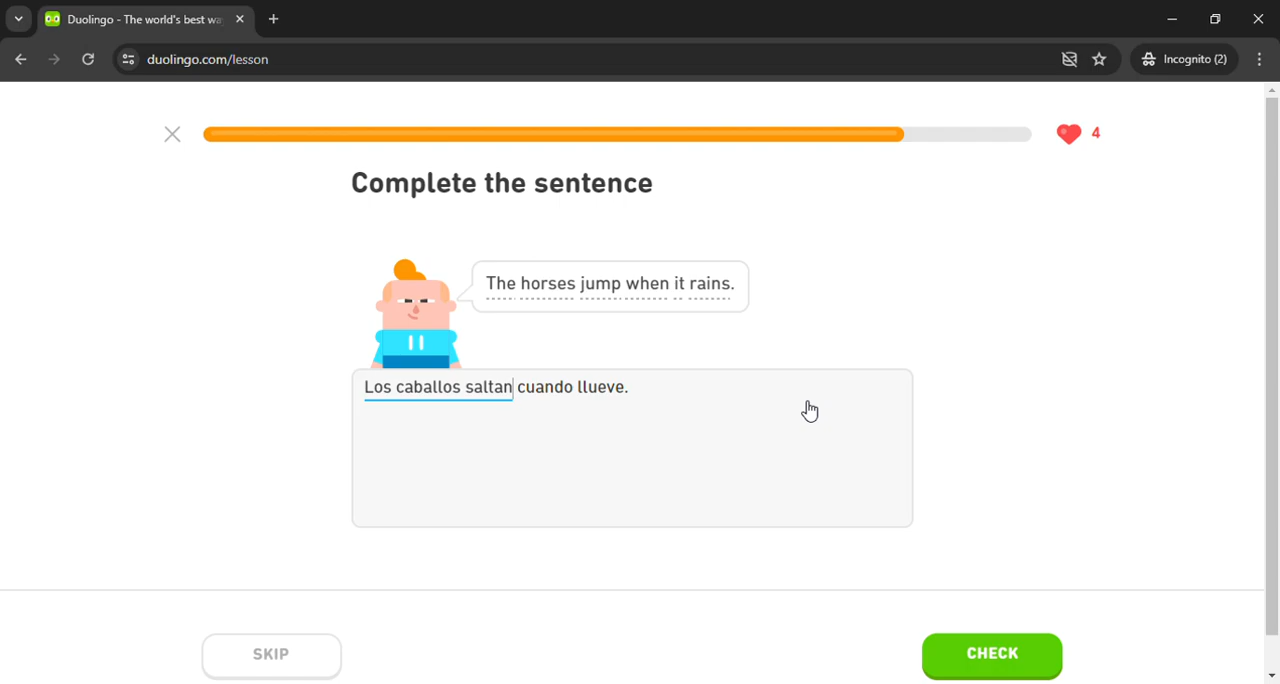 Duolingo - The world's best wa
duolingo.com/lesson
Incognito (2)
4
Complete the sentence
The horses jump when it rains.
Los caballos saltan cuando llueve.
SKIP
CHECK